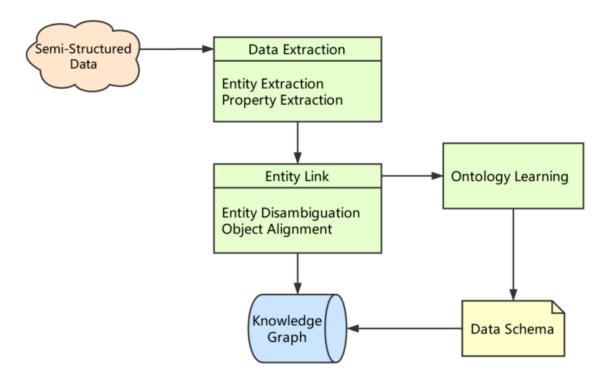 Semi-Structured
Data
Data Extraction
Entity Extraction
Property Extraction
Entity Link
Entity Disambiguation
Object Alignment
Ontology Learning
Knowledge
Graph
Data Schema